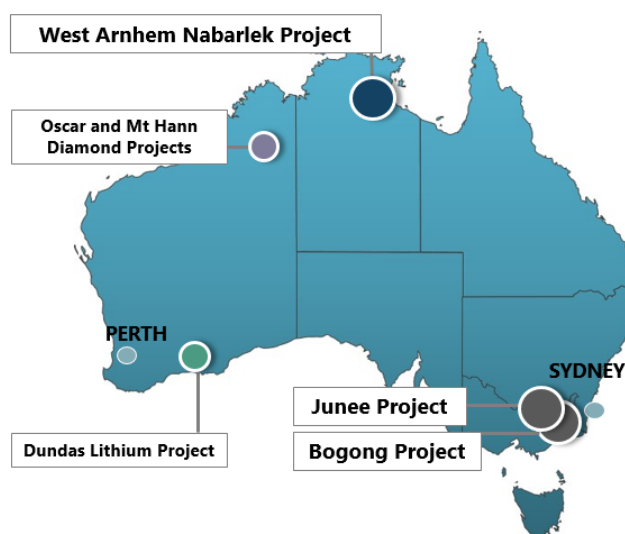 West Arnhem Nabarlek Project
Oscar and Mt Hann
Diamond Projects
PERTH
SYDNEY
Junee Project
Dundas Lithium Project
Bogong Project